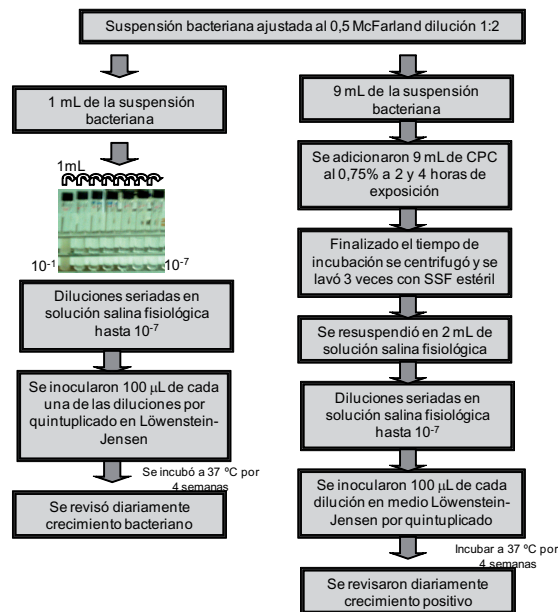 Suspensión bacteriana ajustada al 0,5 McFarland dilución 1:2
1 mL de la suspensión
bacteriana
1mL
10-1
10-7
Diluciones seriadas en
solución salina fisiológica
hasta 10-7
Se inocularon 100 µL de cada
una de las diluciones por
quintuplicado en Löwenstein-
Jensen
Se incubó a 37 ºC por
4 semanas
Se revisó diariamente
crecimiento bacteriano
9 mL de la suspensión
bacteriana
Se adicionaron 9 mL de CPC
al 0,75% a 2 y 4 horas de
exposición
Finalizado el tiempo de
incubación se centrifugó y se
lavó 3 veces con SSF estéril
Se resuspendió en 2 mL de
solución salina fisiológica
Diluciones seriadas en
solución salina fisiológica
hasta 10-7
Se inocularon 100 µL de cada
dilución en medio Löwenstein-
Jensen por quintuplicado
Incubar a 37 ºC por
4 semanas
Se revisaron diariamente
crecimiento positivo